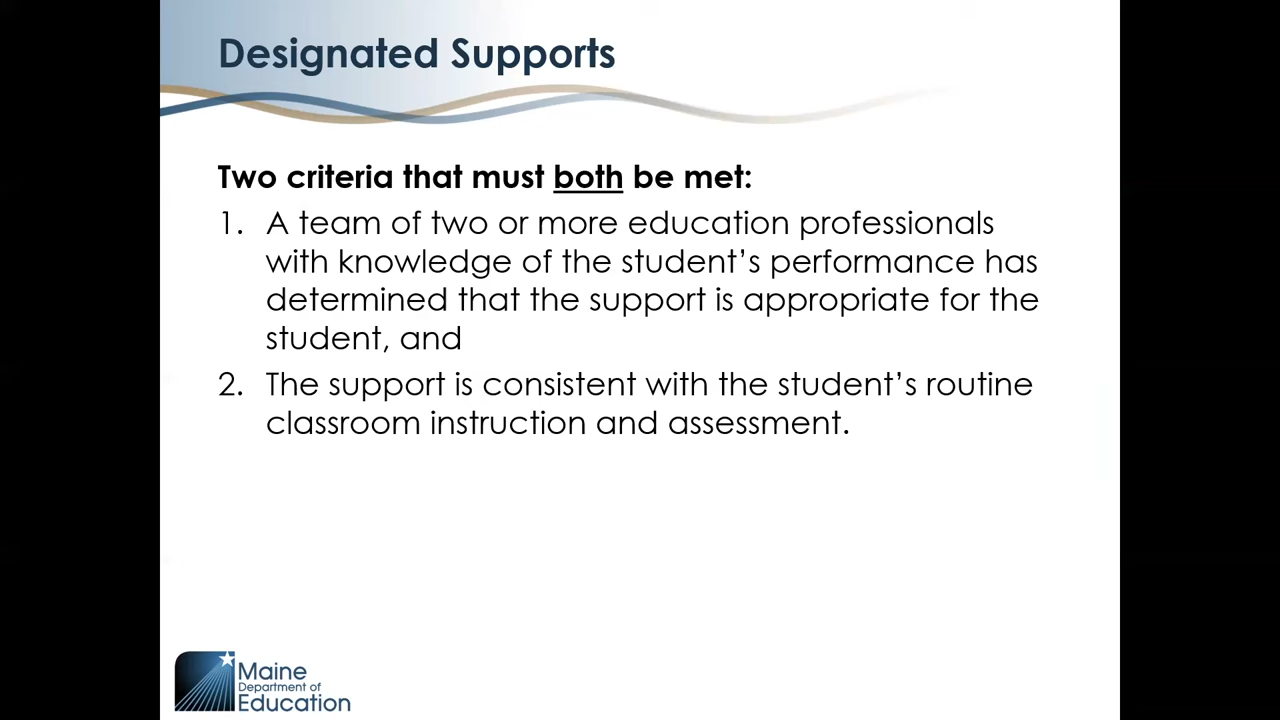 Designated Supports
Two criteria that must both be met:
1. A team of two or more education professionals
with knowledge of the student’s performance has
determined that the support is appropriate for the
student, and
2. The support is consistent with the student’s routine
classroom instruction and assessment.
Maine
Department of
Education